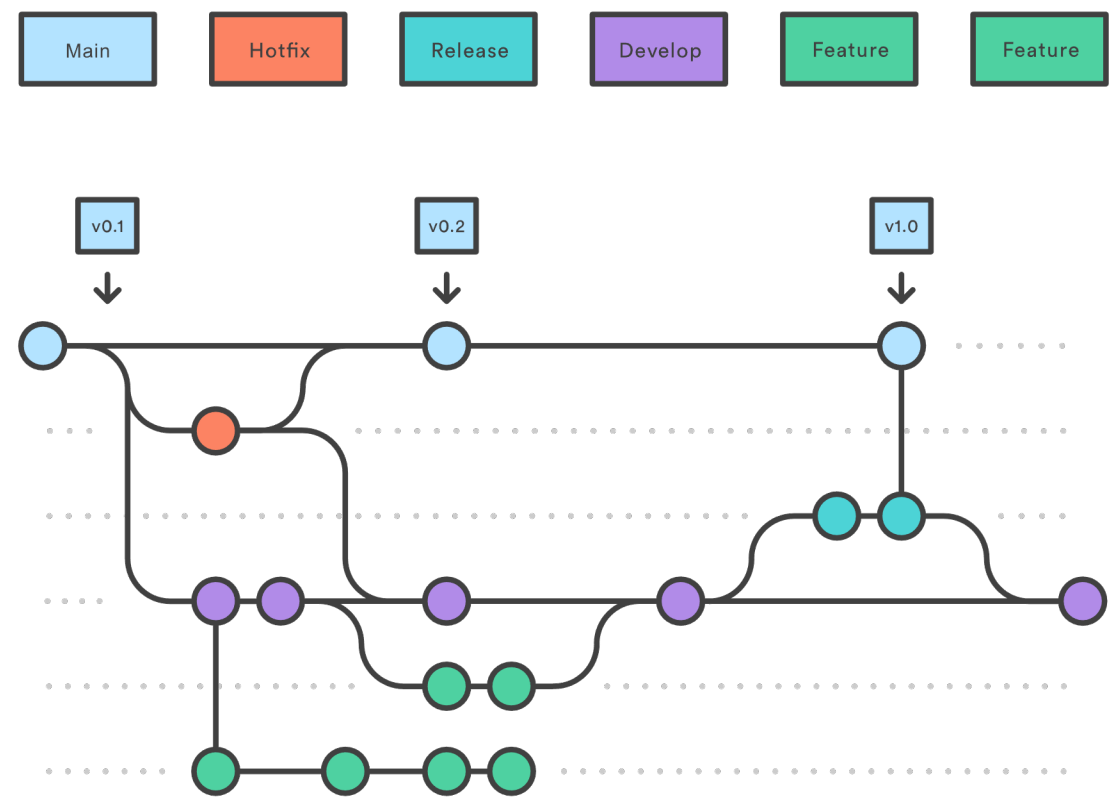 Main
Hotfix
Release
Develop
Feature
Feature
v0.1
v0.2
v1.0